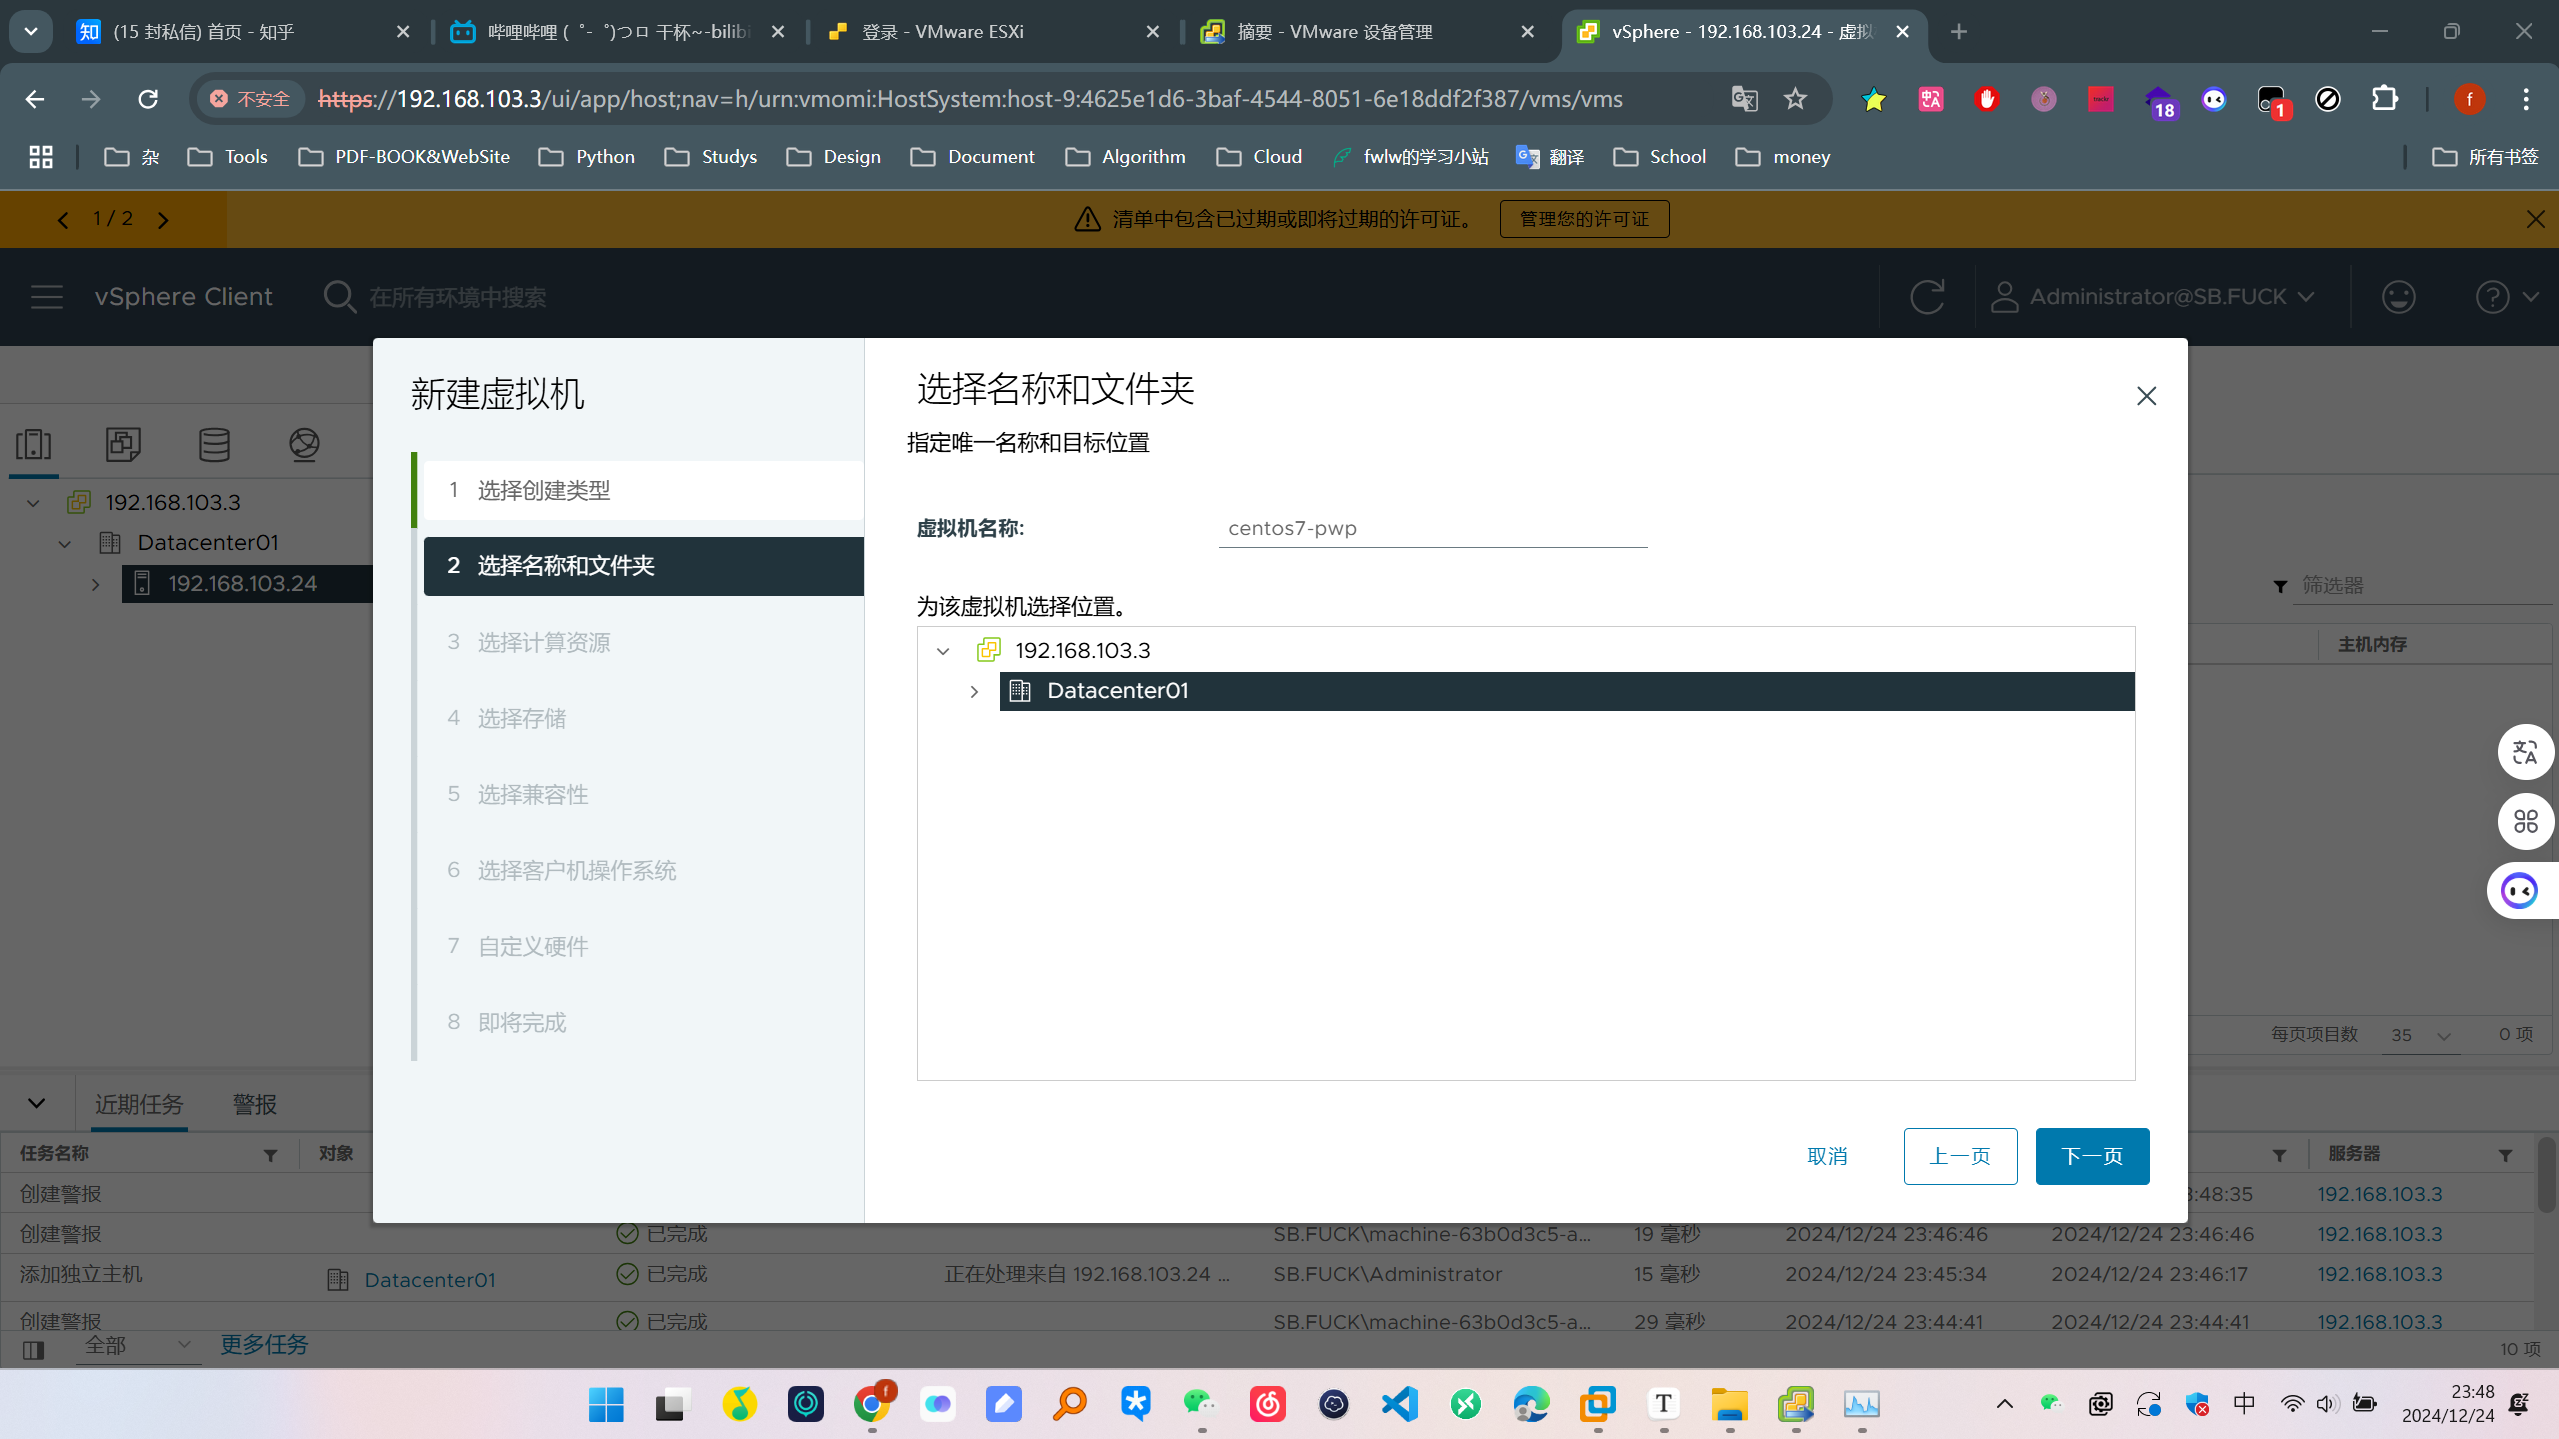 (15 封私信) 首页 - 知乎
哔哩哔哩 (゜-゜)つロ 干杯~-bilibi
登录 - VMware ESXi
摘要 - VMware 设备管理
vSphere - 192.168.103.24 - 虚拟
不安全
https://192.168.103.3/ui/app/host;nav=h/urn:vmomi:HostSystem:host-9:4625e1d6-3baf-4544-8051-6e18ddf2f387/vms/vms
18
1
f
杂
Tools
PDF-BOOK&WebSite
Python
Studys
Design
Document
Algorithm
Cloud
fwlw的学习小站
翻译
School
money
所有书签
1 / 2
清单中包含已过期或即将过期的许可证。
管理您的许可证
vSphere Client
在所有环境中搜索
Administrator@SB.FUCK
192.168.103.3
Datacenter01
192.168.103.24
新建虚拟机
1 选择创建类型
2 选择名称和文件夹
3 选择计算资源
4 选择存储
5 选择兼容性
6 选择客户机操作系统
7 自定义硬件
8 即将完成
选择名称和文件夹
指定唯一名称和目标位置
虚拟机名称:
centos7-pwp
为该虚拟机选择位置。
192.168.103.3
Datacenter01
取消
上一页
下一页
筛选器
主机内存
每页项目数
35
0 项
近期任务
警报
任务名称
对象
服务器
创建警报
3:48:35
192.168.103.3
创建警报
已完成
SB.FUCK\machine-63b0d3c5-a...
19 毫秒
2024/12/24 23:46:46
2024/12/24 23:46:46
192.168.103.3
添加独立主机
Datacenter01
已完成
正在处理来自 192.168.103.24 ...
SB.FUCK\Administrator
15 毫秒
2024/12/24 23:45:34
2024/12/24 23:46:17
192.168.103.3
创建警报
已完成
SB.FUCK\machine-63b0d3c5-a...
29 毫秒
2024/12/24 23:44:41
2024/12/24 23:44:41
192.168.103.3
全部
更多任务
10 项
中
23:48
2024/12/24